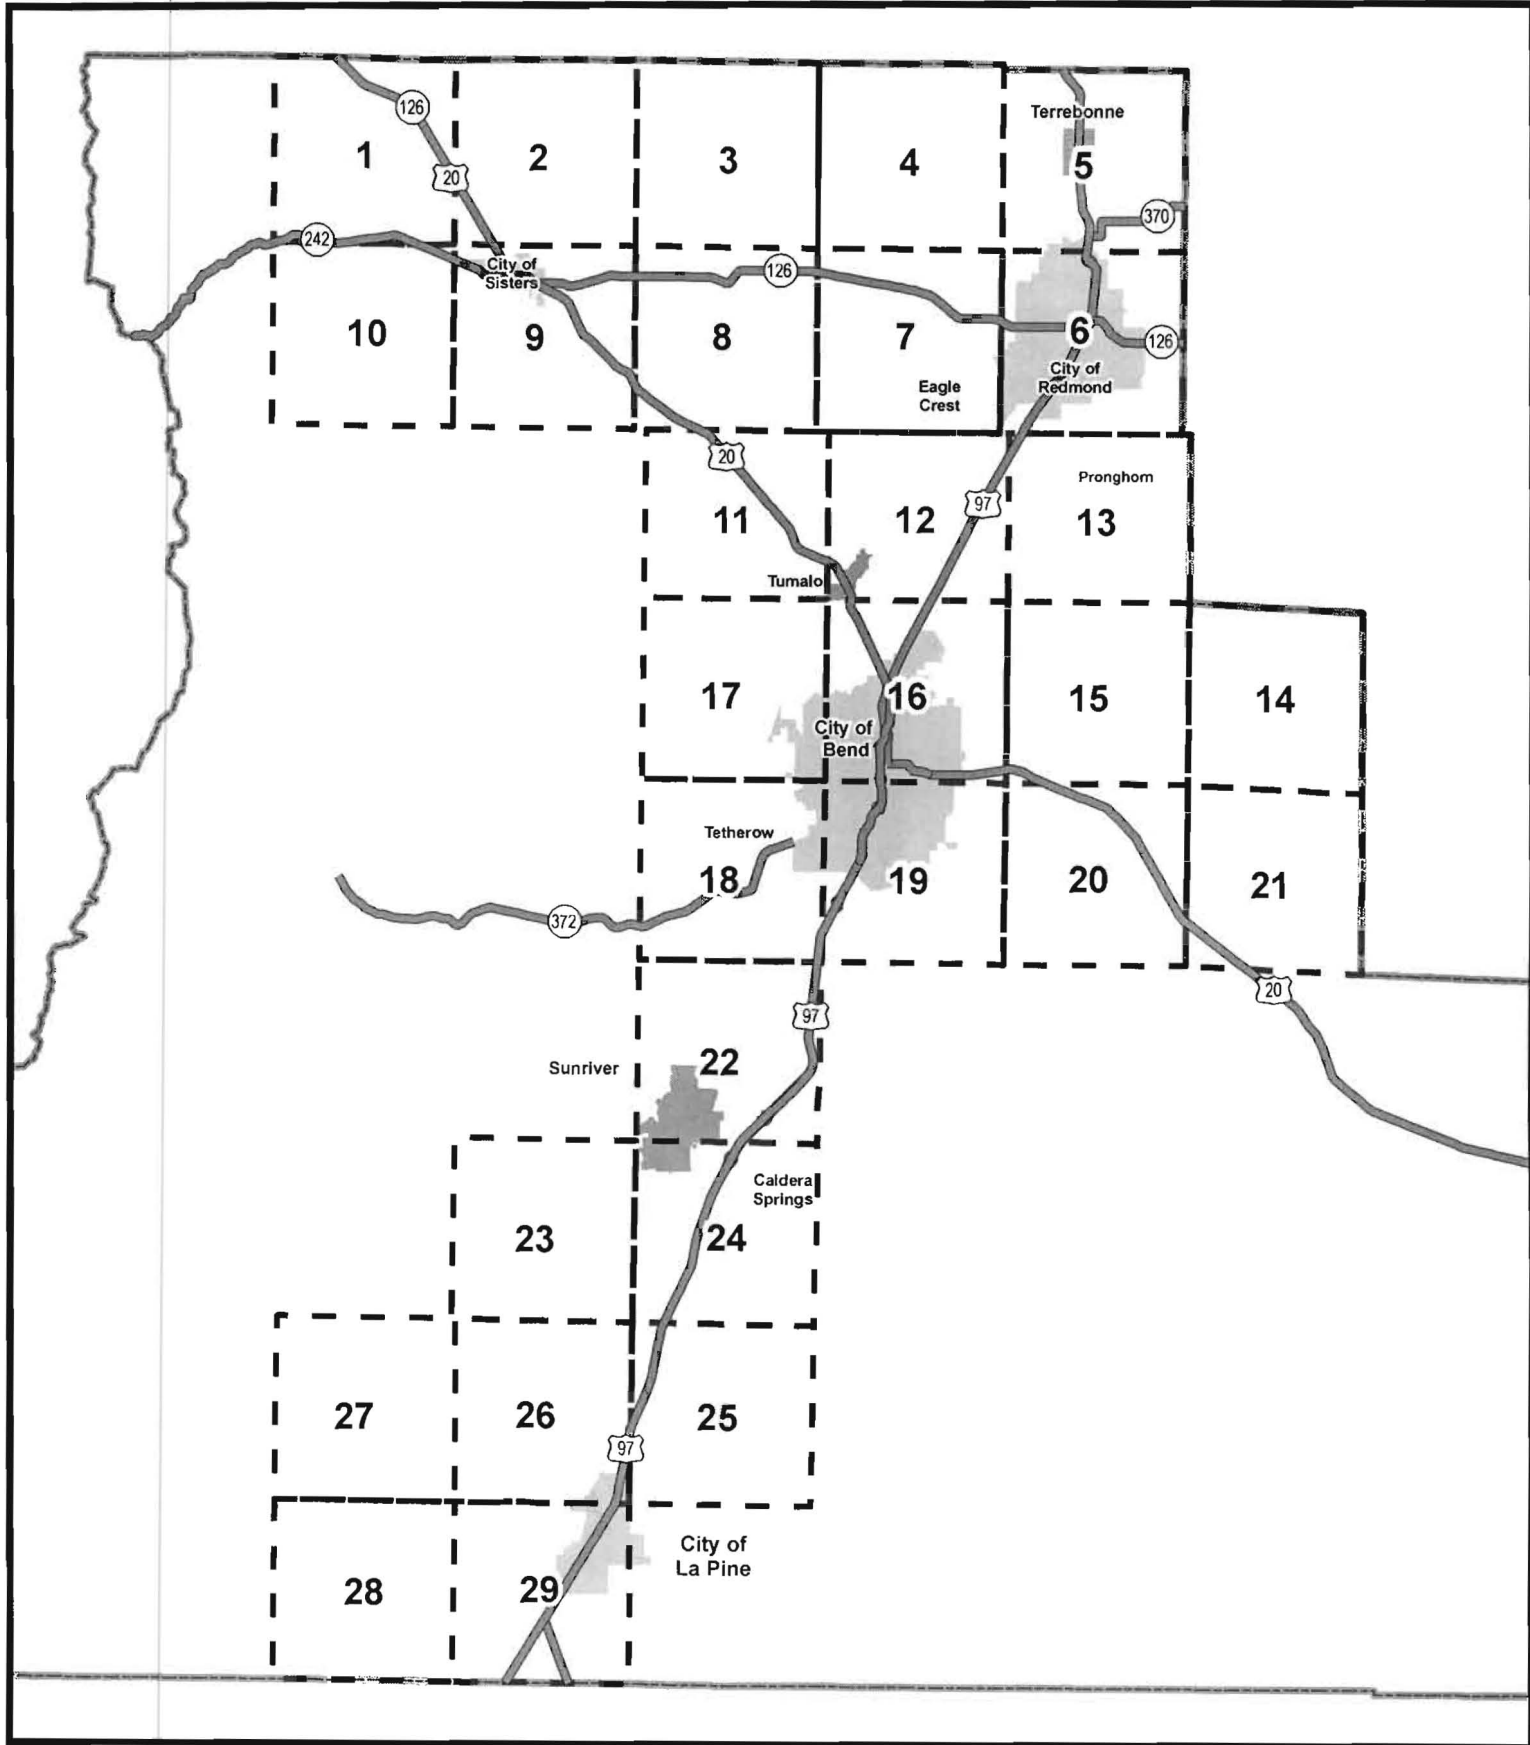 126
Terrebonne
1
2
3
4
5
20
370
242
City of
Sisters
126
10
9
8
7
6
126
Eagle
Crest
City of
Redmond
20
Pronghorn
97
11
12
13
Tumalo
17
16
15
14
City of
Bend
Tetherow
18
19
20
21
372
20
97
Sunriver
22
Caldera
Springs
23
24
27
26
25
97
City of
La Pine
28
29